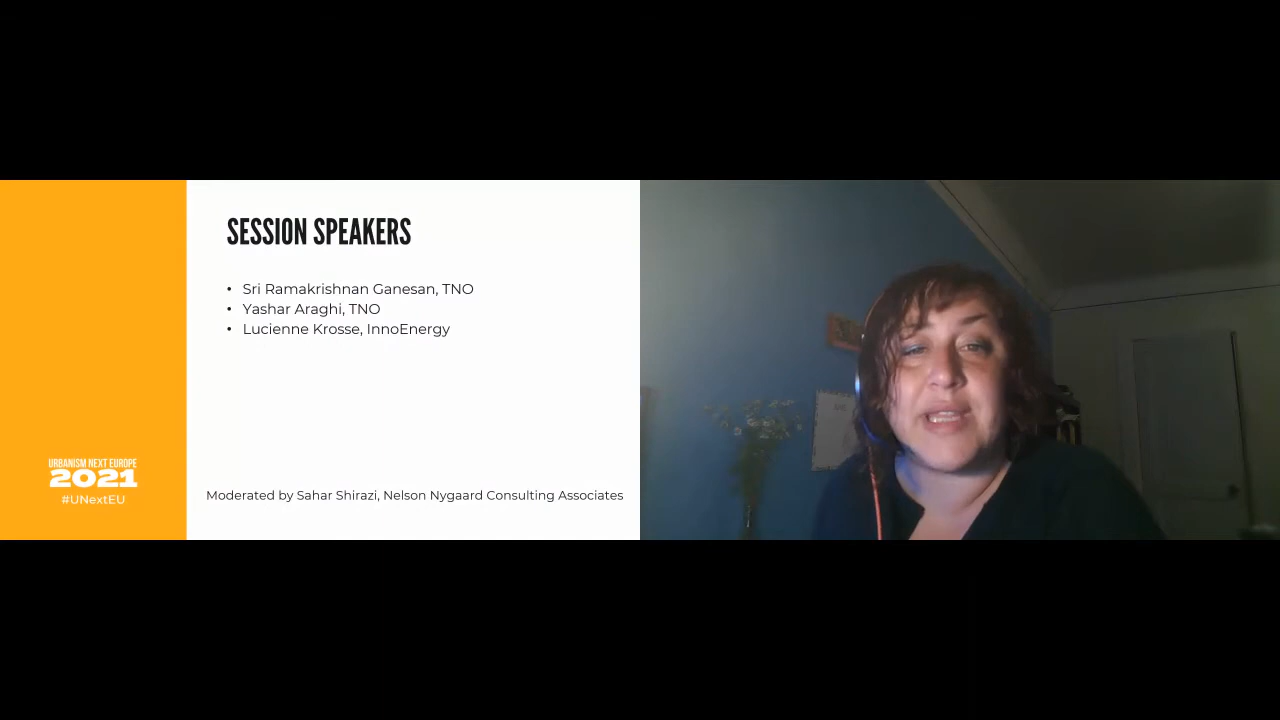 SESSION SPEAKERS
• Sri Ramakrishnan Ganesan, TNO
• Yashar Araghi, TNO
• Lucienne Krosse, InnoEnergy
URBANISM NEXT EUROPE
2021
#UNextEU
Moderated by Sahar Shirazi, Nelson Nygaard Consulting Associates